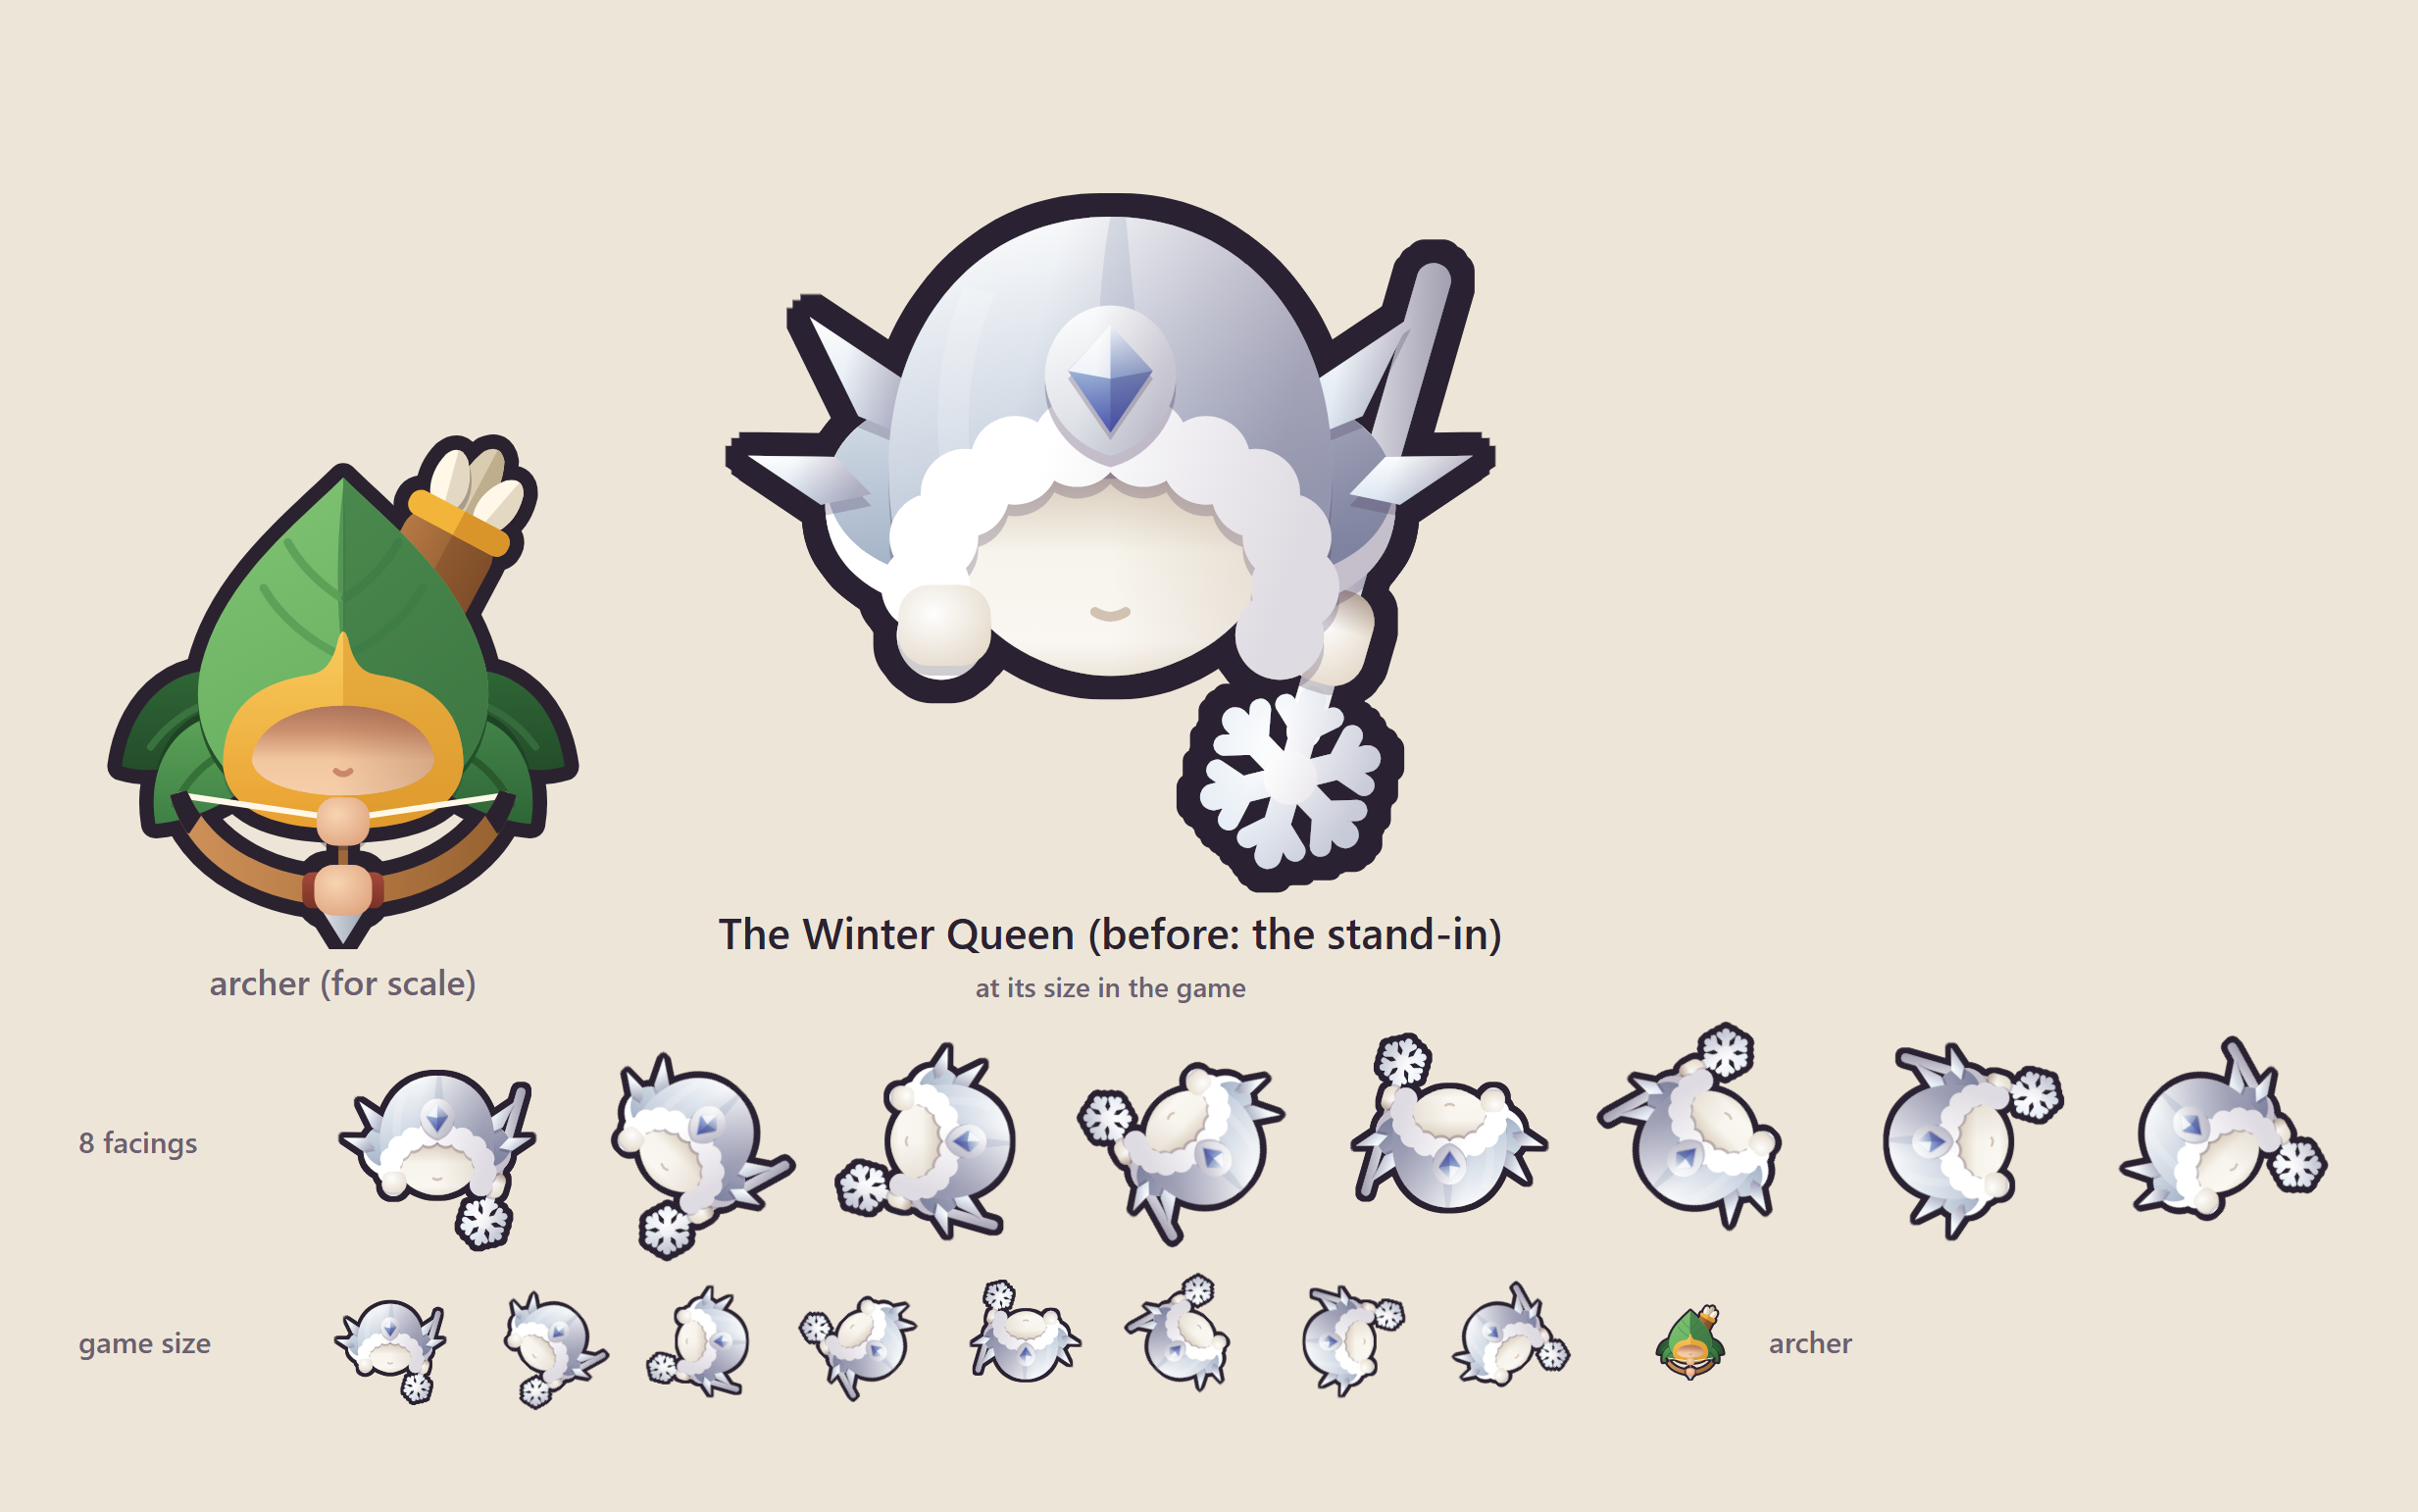 The Winter Queen (before: the stand-in)
archer (for scale)
at its size in the game
8 facings
game size
archer